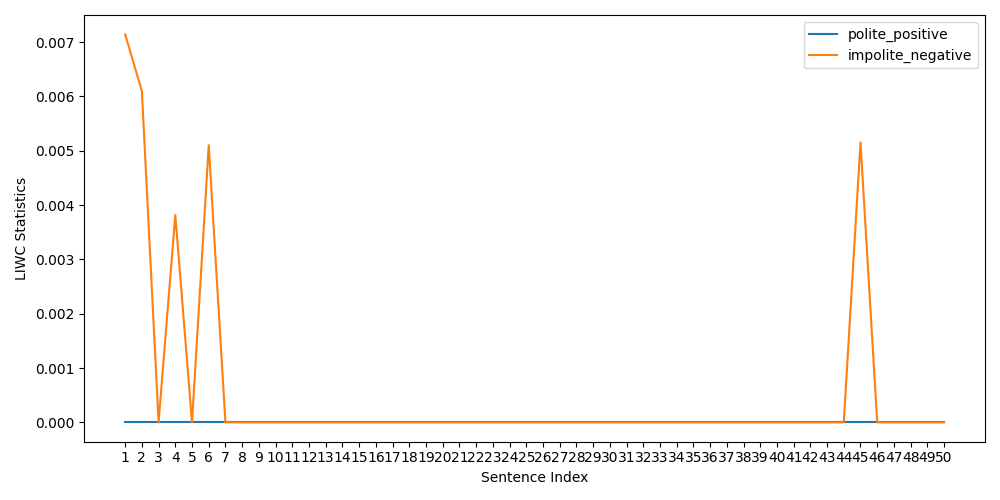 polite_positive
impolite_negative
0.007
0.006
0.005
0.004
0.003
0.002
0.001
0.000
LIWC Statistics
1 2 3 4 5 6 7 8 9 10 11 12 13 14 15 16 17 18 19 20 21 22 23 24 25 26 27 28 29 30 31 32 33 34 35 36 37 38 39 40 41 42 43 44 45 46 47 48 49 50
Sentence Index